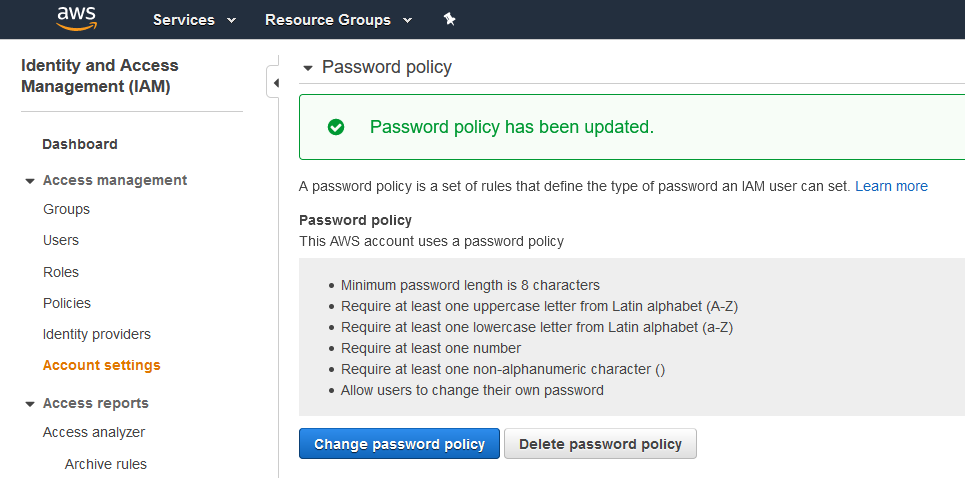 aws Services Resource Groups
Identity and Access
Management (IAM)
Dashboard
Access management
Groups
Users
Roles
Policies
Identity providers
Account settings
Access reports
Access analyzer
Archive rules
Password policy
Password policy has been updated.
A password policy is a set of rules that define the type of password an IAM user can set. Learn more
Password policy
This AWS account uses a password policy
• Minimum password length is 8 characters
• Require at least one uppercase letter from Latin alphabet (A-Z)
• Require at least one lowercase letter from Latin alphabet (a-Z)
• Require at least one number
• Require at least one non-alphanumeric character ()
• Allow users to change their own password
Change password policy Delete password policy